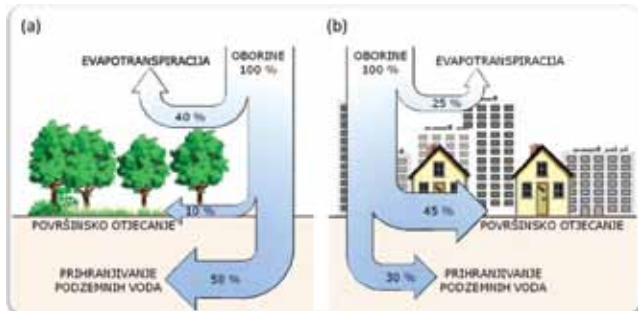 (a)
EVAPOTRANSPIRACIJA
OBORINE
100 %
40 %
10 %
POVRŠINSKO OTJECANJE
50 %
PRIHRANJIVANJE
PODZEMNIH VODA
(b)
OBORINE
100 %
EVAPOTRANSPIRACIJA
25 %
45 %
POVRŠINSKO OTJECANJE
30 %
PRIHRANJIVANJE
PODZEMNIH VODA